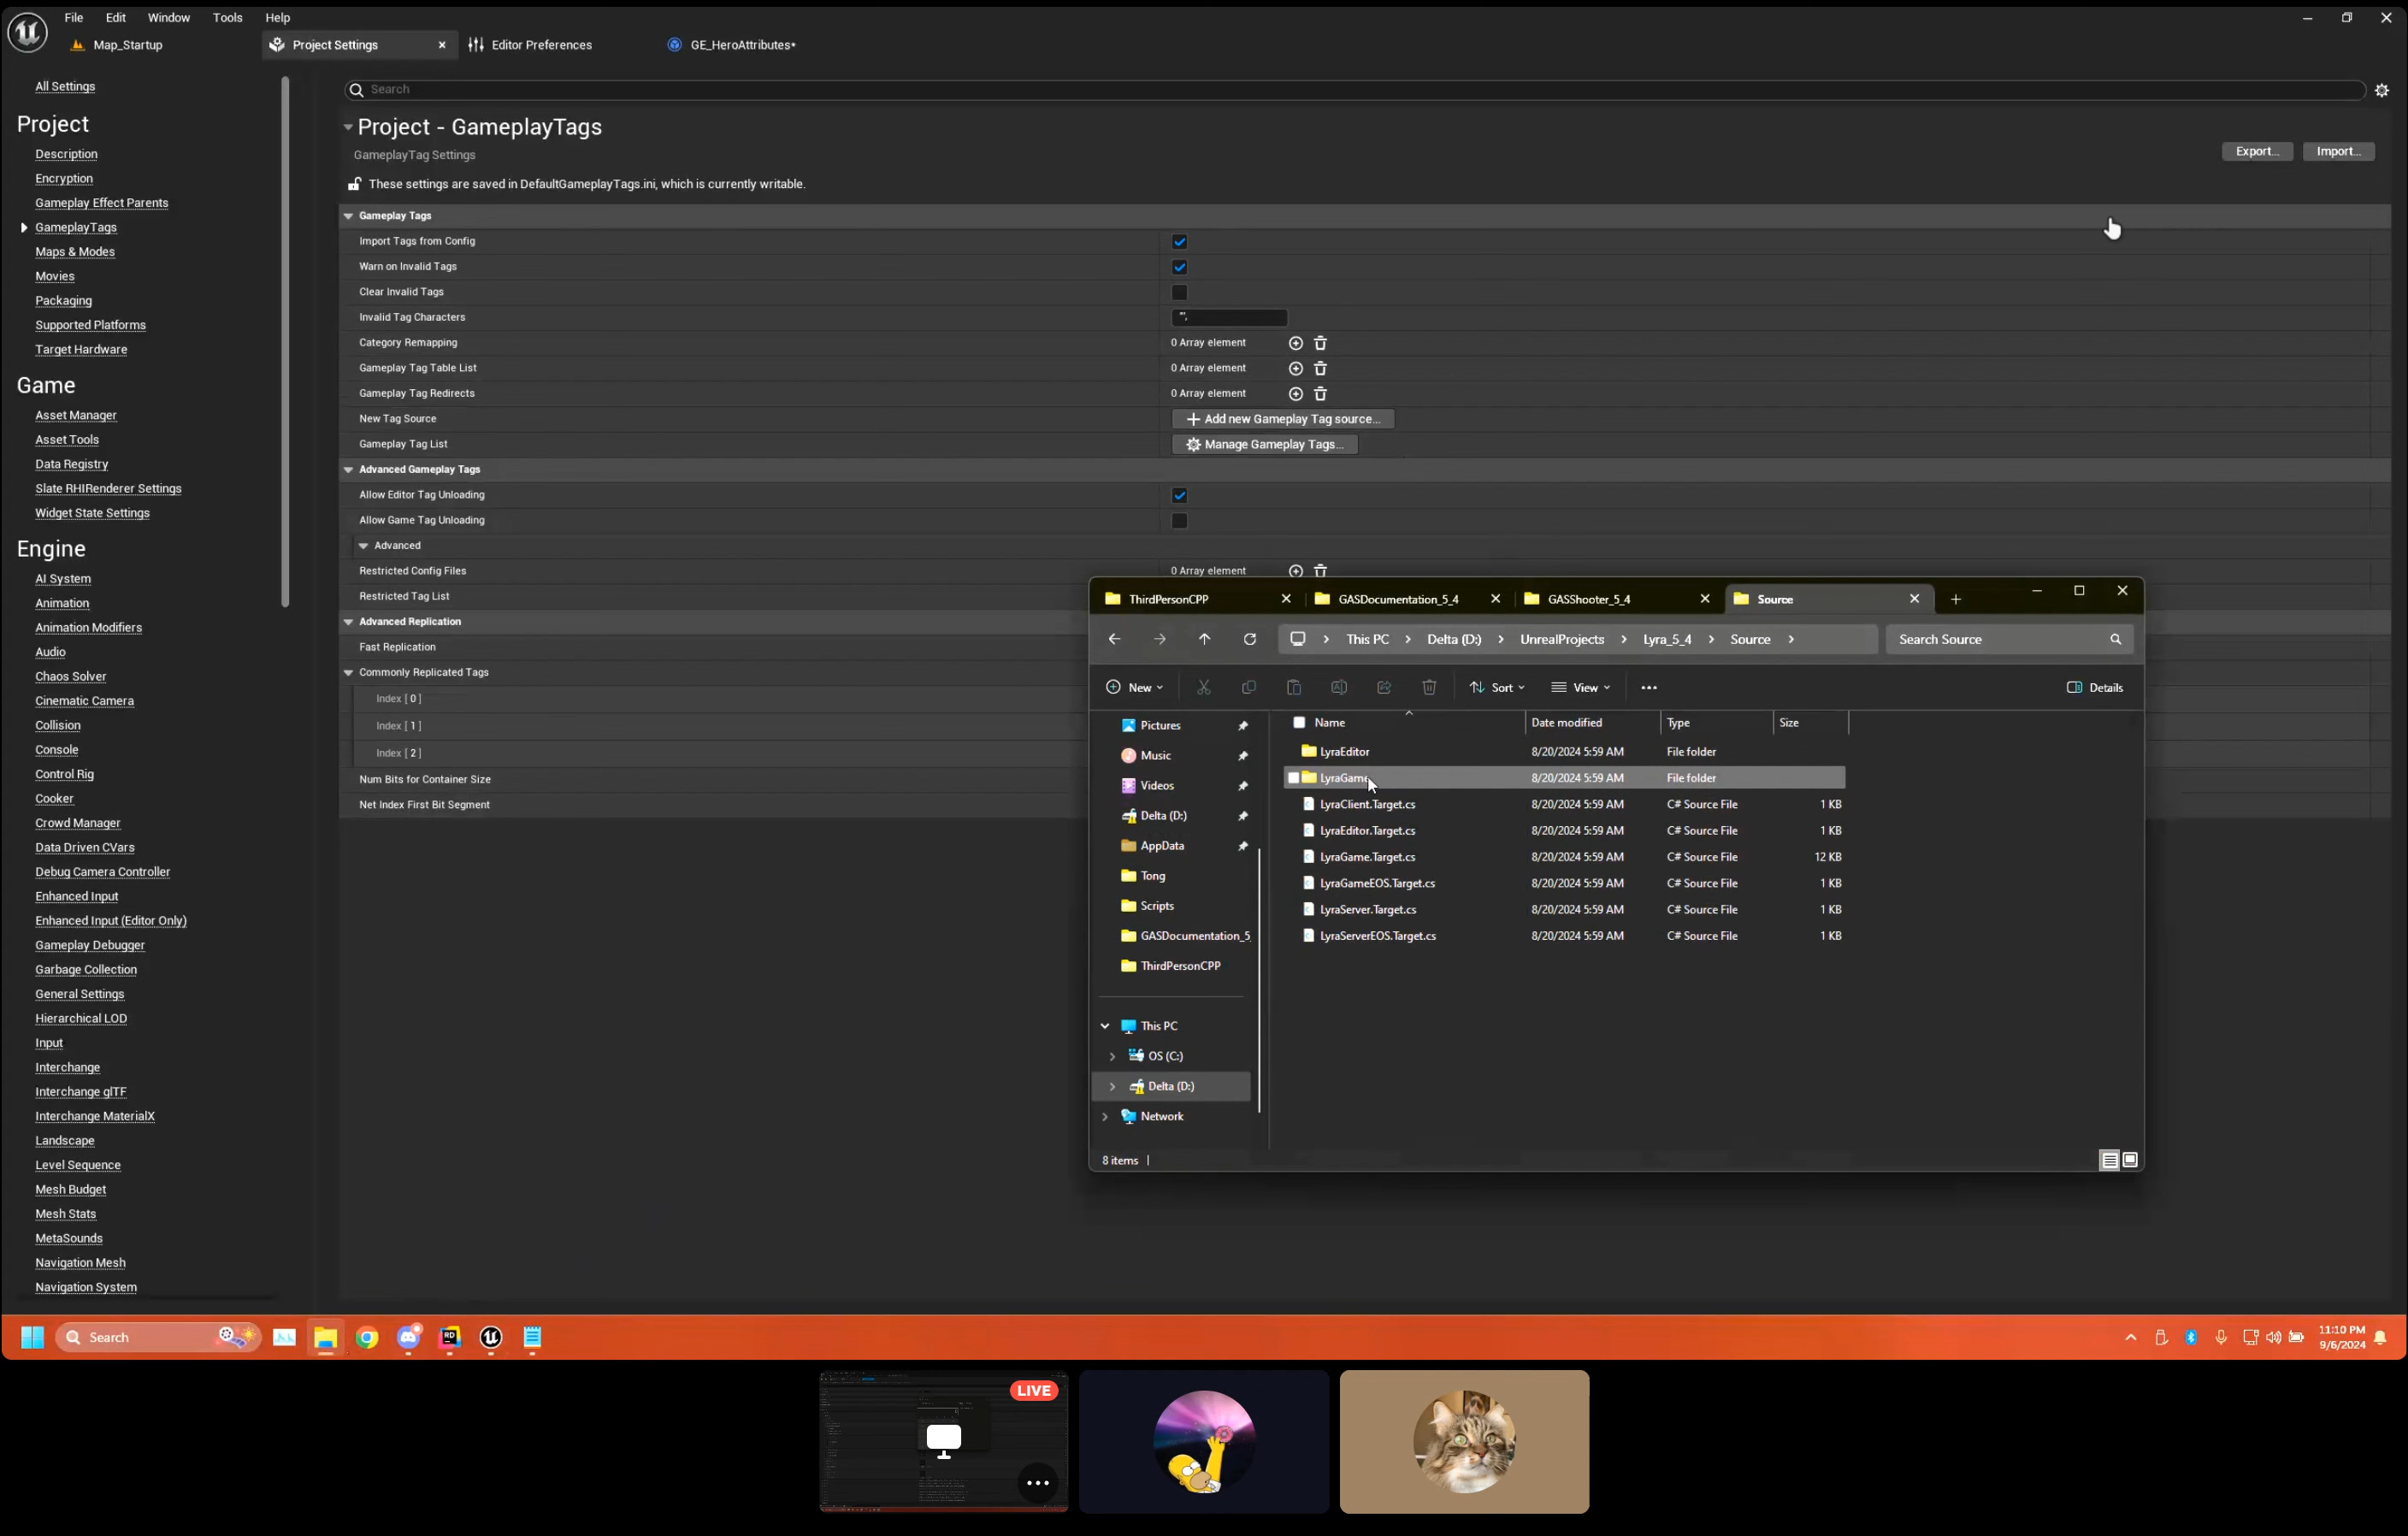 File Edit Window Tools Help
Map_Startup
Project Settings
Editor Preferences
GE_HeroAttributes*
All Settings
Project
Description
Encryption
Gameplay Effect Parents
GameplayTags
Maps & Modes
Movies
Packaging
Supported Platforms
Target Hardware
Game
Asset Manager
Asset Tools
Data Registry
Slate RHIRenderer Settings
Widget State Settings
Engine
AI System
Animation
Animation Modifiers
Audio
Chaos Solver
Cinematic Camera
Collision
Console
Control Rig
Cooker
Crowd Manager
Data Driven CVars
Debug Camera Controller
Enhanced Input
Enhanced Input (Editor Only)
Gameplay Debugger
Garbage Collection
General Settings
Hierarchical LOD
Input
Interchange
Interchange glTF
Interchange MaterialX
Landscape
Level Sequence
Mesh Budget
Mesh Stats
MetaSounds
Navigation Mesh
Navigation System
Search
Project - GameplayTags
GameplayTag Settings
Export...
Import...
These settings are saved in DefaultGameplayTags.ini, which is currently writable.
Gameplay Tags
Import Tags from Config
Warn on Invalid Tags
Clear Invalid Tags
Invalid Tag Characters
"',
Category Remapping
0 Array element
Gameplay Tag Table List
0 Array element
Gameplay Tag Redirects
0 Array element
New Tag Source
Add new Gameplay Tag source...
Gameplay Tag List
Manage Gameplay Tags...
Advanced Gameplay Tags
Allow Editor Tag Unloading
Allow Game Tag Unloading
Advanced
Restricted Config Files
0 Array element
Restricted Tag List
Advanced Replication
Fast Replication
Commonly Replicated Tags
Index [ 0 ]
Index [ 1 ]
Index [ 2 ]
Num Bits for Container Size
Net Index First Bit Segment
ThirdPersonCPP
GASDocumentation_5_4
GASShooter_5_4
Source
This PC > Delta (D:) > UnrealProjects > Lyra_5_4 > Source >
Search Source
New
Sort
View
Details
Pictures
Music
Videos
Delta (D:)
AppData
Tong
Scripts
GASDocumentation_5_
ThirdPersonCPP
This PC
OS (C:)
Delta (D:)
Network
Name Date modified Type Size
LyraEditor 8/20/2024 5:59 AM File folder
LyraGame 8/20/2024 5:59 AM File folder
LyraClient.Target.cs 8/20/2024 5:59 AM C# Source File 1 KB
LyraEditor.Target.cs 8/20/2024 5:59 AM C# Source File 1 KB
LyraGame.Target.cs 8/20/2024 5:59 AM C# Source File 12 KB
LyraGameEOS.Target.cs 8/20/2024 5:59 AM C# Source File 1 KB
LyraServer.Target.cs 8/20/2024 5:59 AM C# Source File 1 KB
LyraServerEOS.Target.cs 8/20/2024 5:59 AM C# Source File 1 KB
8 items
Search
RD
11:10 PM
9/6/2024
LIVE